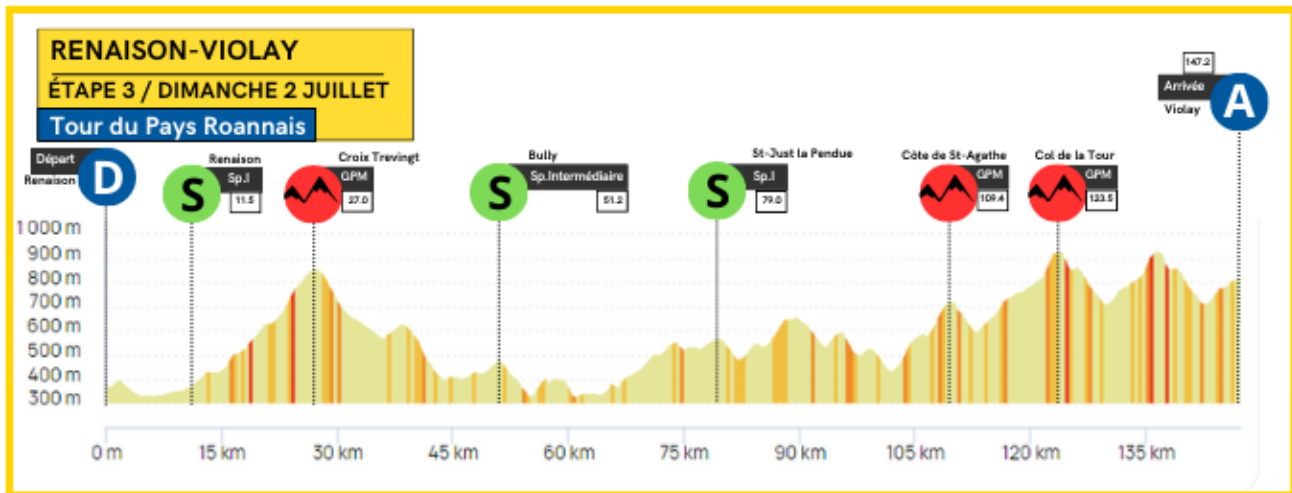 RENAISON-VIOLAY
ÉTAPE 3 / DIMANCHE 2 JUILLET
Tour du Pays Roannais
147.2
Arrivée
Violay
A
Départ
Renaison
D
Renaison
S
Sp.I
11.5
Croix Trevingt
GPM
27.0
Bully
S
Sp.Intermédiaire
51.2
St-Just la Pendue
S
Sp.I
79.0
Côte de St-Agathe
GPM
109.4
Col de la Tour
GPM
123.5
1000 m
900 m
800 m
700 m
600 m
500 m
400 m
300 m
0 m
15 km
30 km
45 km
60 km
75 km
90 km
105 km
120 km
135 km